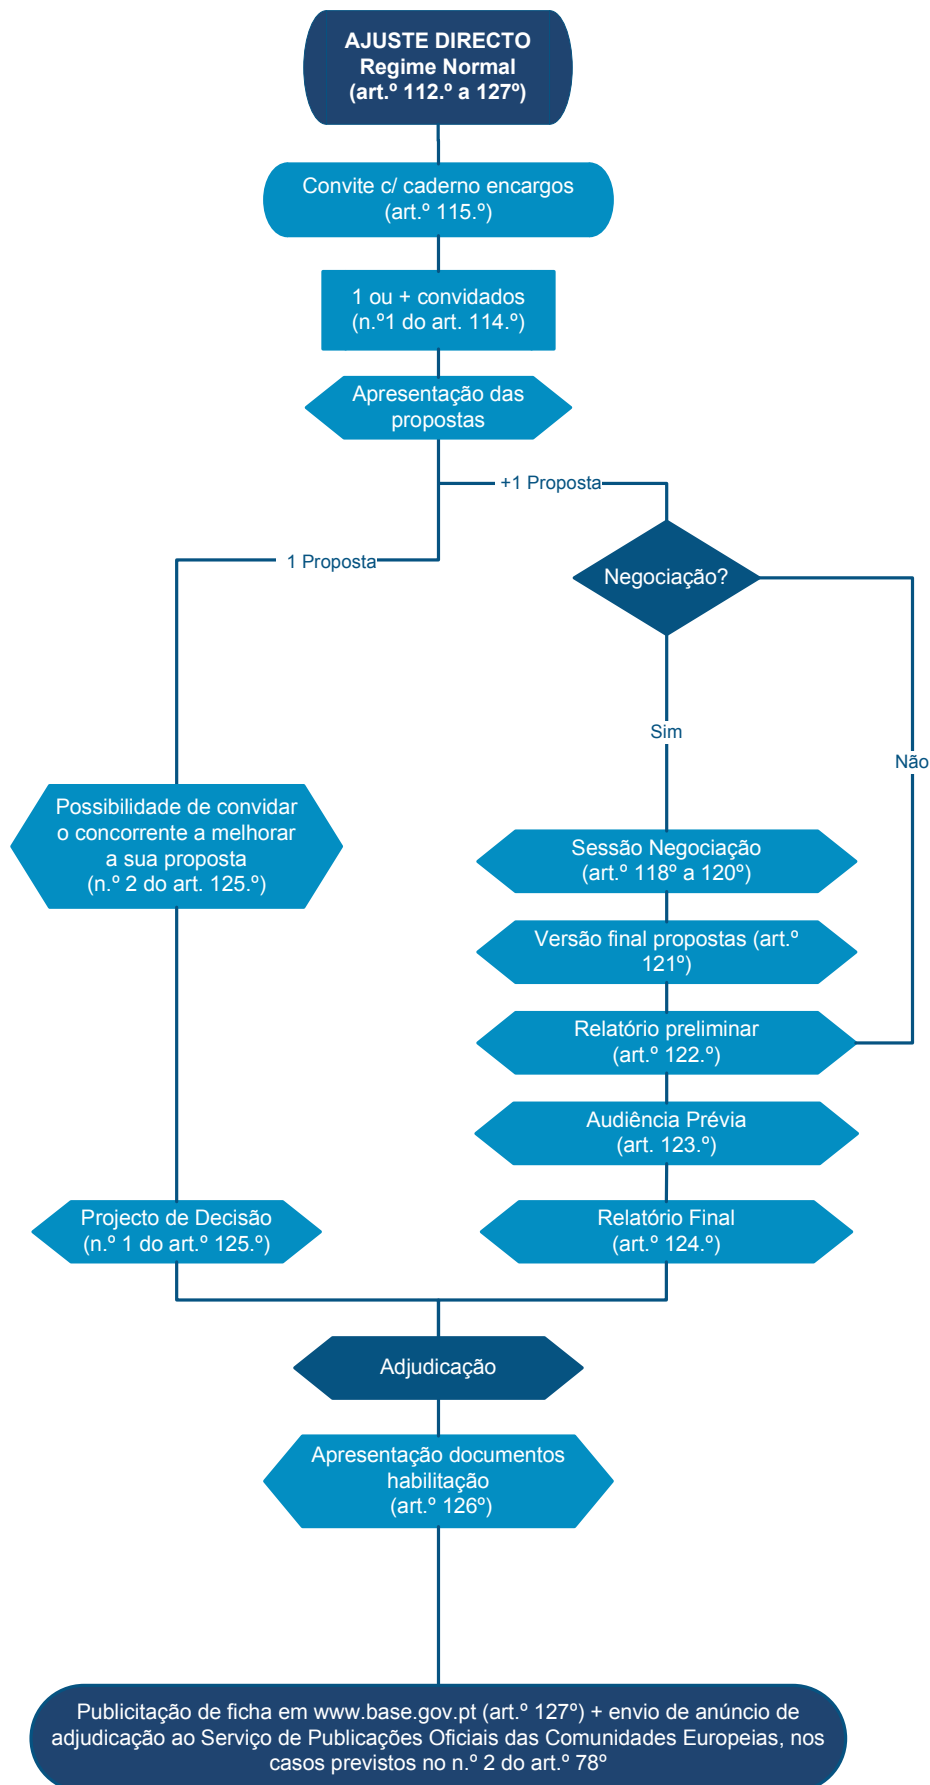 AJUSTE DIRECTO
Regime Normal
(art.º 112.º a 127º)
Convite c/ caderno encargos
(art.º 115.º)
1 ou + convidados
(n.º1 do art. 114.º)
Apresentação das
propostas
+1 Proposta
1 Proposta
Negociação?
Sim
Não
Possibilidade de convidar
o concorrente a melhorar
a sua proposta
(n.º 2 do art. 125.º)
Sessão Negociação
(art.º 118º a 120º)
Versão final propostas (art.º
121º)
Relatório preliminar
(art.º 122.º)
Audiência Prévia
(art. 123.º)
Projecto de Decisão
(n.º 1 do art.º 125.º)
Relatório Final
(art.º 124.º)
Adjudicação
Apresentação documentos
habilitação
(art.º 126º)
Publicitação de ficha em www.base.gov.pt (art.º 127º) + envio de anúncio de
adjudicação ao Serviço de Publicações Oficiais das Comunidades Europeias, nos
casos previstos no n.º 2 do art.º 78º